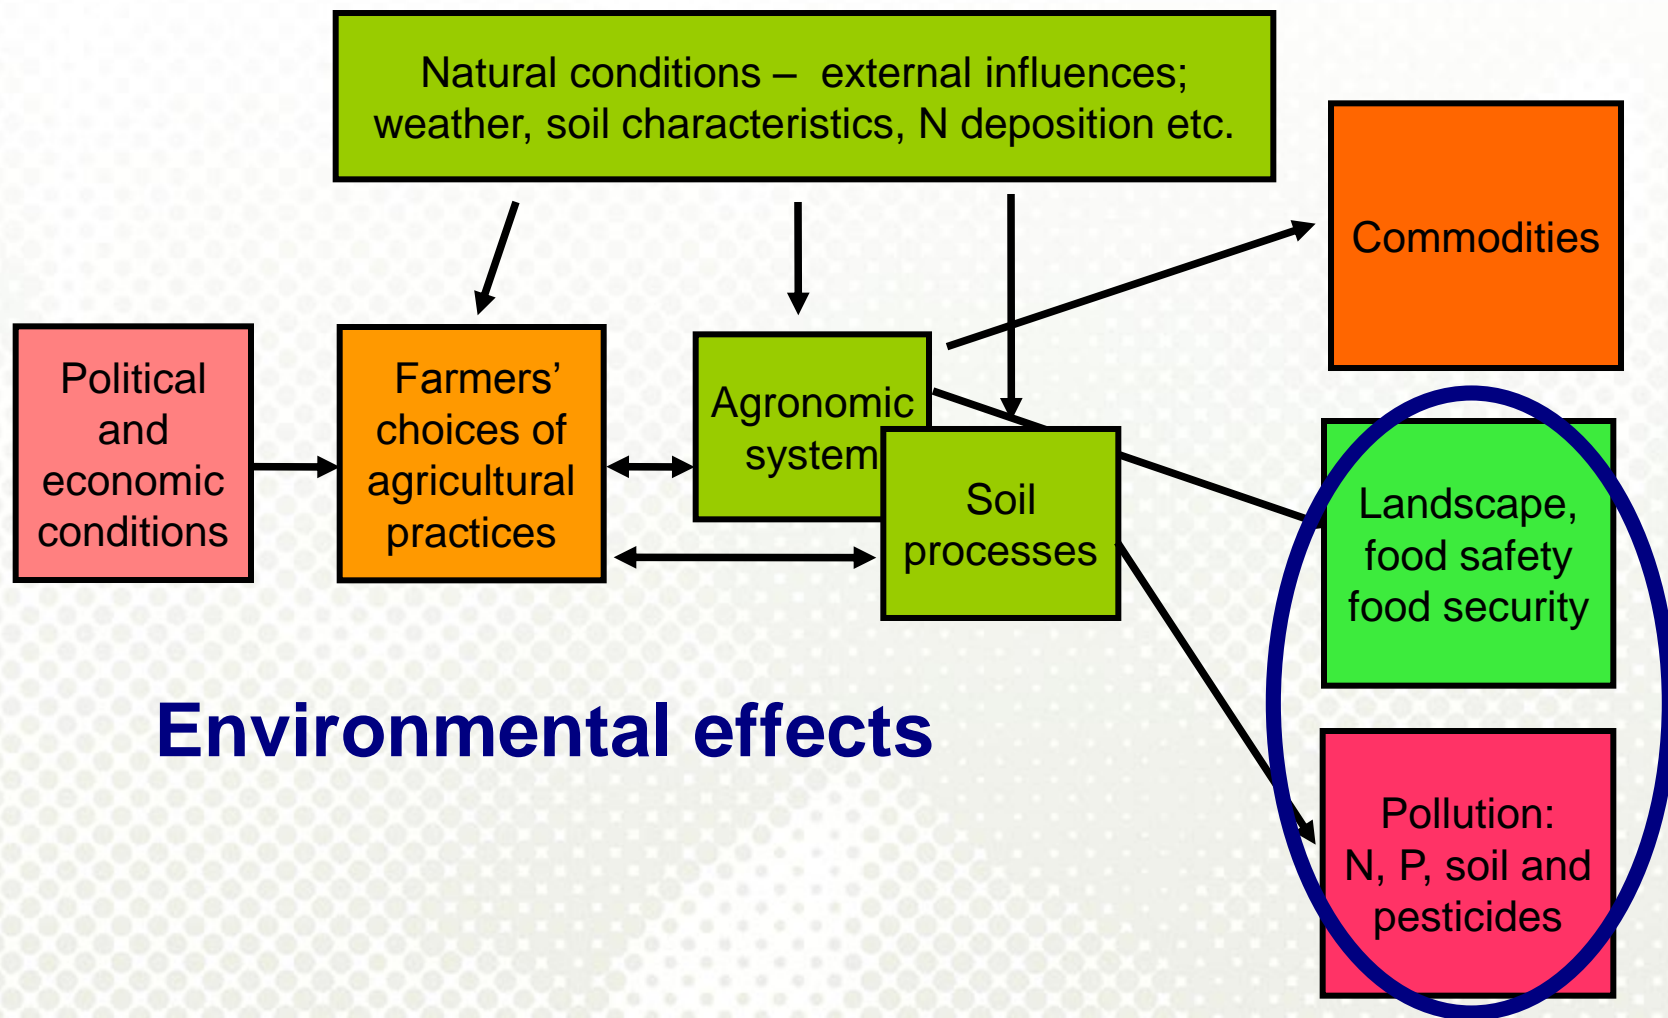 Natural conditions – external influences;
weather, soil characteristics, N deposition etc.
Commodities
Political
and
economic
conditions
Farmers’
choices of
agricultural
practices
Agronomic
system
Soil
processes
Landscape,
food safety
food security
Environmental effects
Pollution:
N, P, soil and
pesticides